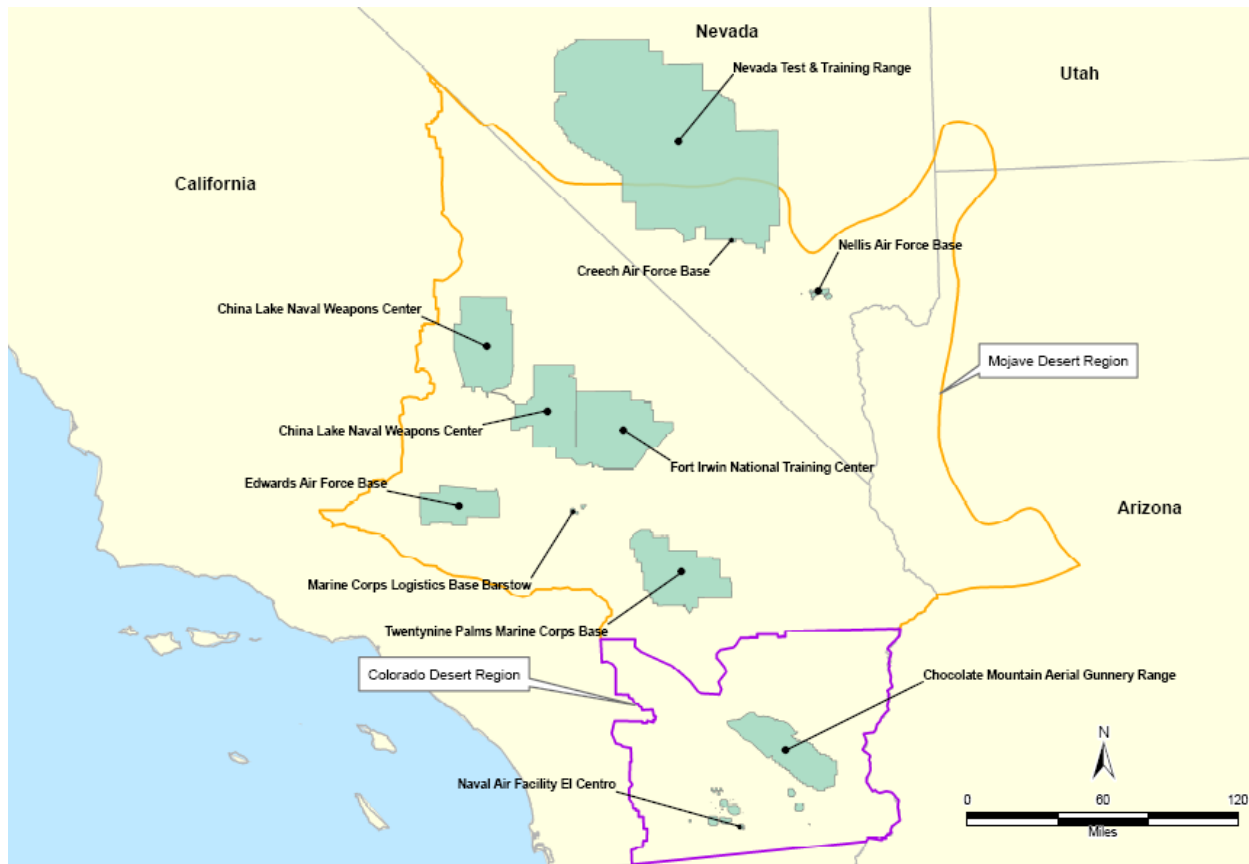 Nevada
Nevada Test & Training Range
Utah
California
Nellis Air Force Base
Creech Air Force Base
China Lake Naval Weapons Center
Mojave Desert Region
China Lake Naval Weapons Center
Fort Irwin National Training Center
Edwards Air Force Base
Arizona
Marine Corps Logistics Base Barstow
Twentynine Palms Marine Corps Base
Colorado Desert Region
Chocolate Mountain Aerial Gunnery Range
N
Naval Air Facility El Centro
0 60 120
Miles